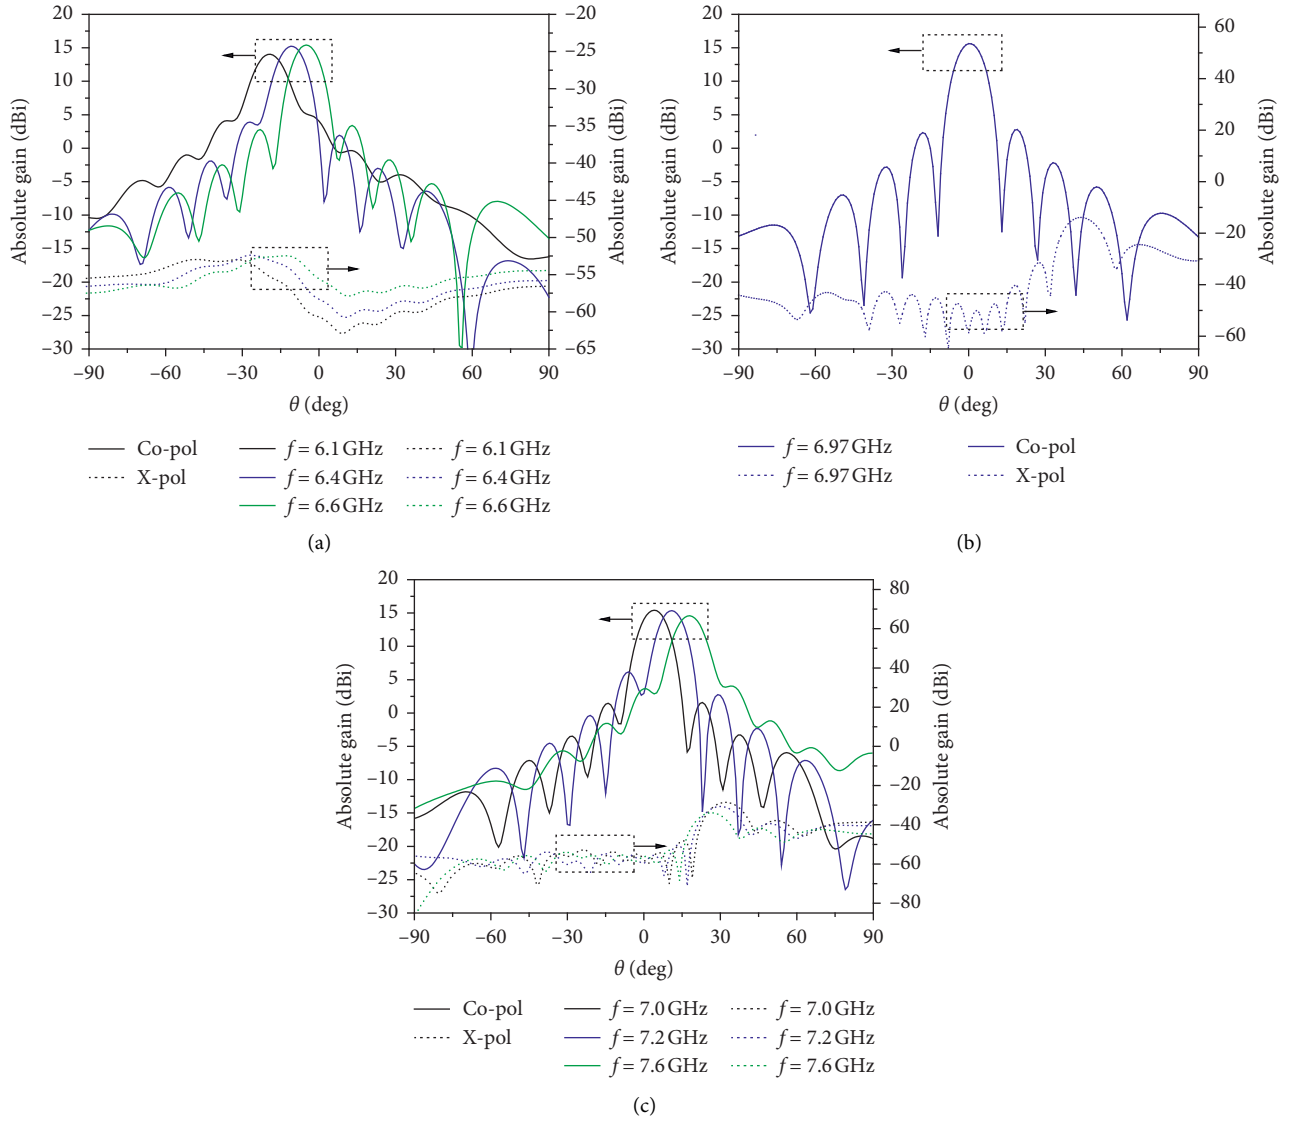 20
15
10
5
0
−5
−10
−15
−20
−25
−30
Absolute gain (dBi)
−20
−25
−30
−35
−40
−45
−50
−55
−60
−65
Absolute gain (dBi)
−90 −60 −30 0 30 60 90
θ (deg)
Co-pol
X-pol
f = 6.1 GHz
f = 6.4 GHz
f = 6.6 GHz
f = 6.1 GHz
f = 6.4 GHz
f = 6.6 GHz
(a)
20
15
10
5
0
−5
−10
−15
−20
−25
−30
Absolute gain (dBi)
60
40
20
0
−20
−40
−60
Absolute gain (dBi)
−90 −60 −30 0 30 60 90
θ (deg)
f = 6.97 GHz
f = 6.97 GHz
Co-pol
X-pol
(b)
20
15
10
5
0
−5
−10
−15
−20
−25
−30
Absolute gain (dBi)
80
60
40
20
0
−20
−40
−60
−80
Absolute gain (dBi)
−90 −60 −30 0 30 60 90
θ (deg)
Co-pol
X-pol
f = 7.0 GHz
f = 7.2 GHz
f = 7.6 GHz
f = 7.0 GHz
f = 7.2 GHz
f = 7.6 GHz
(c)